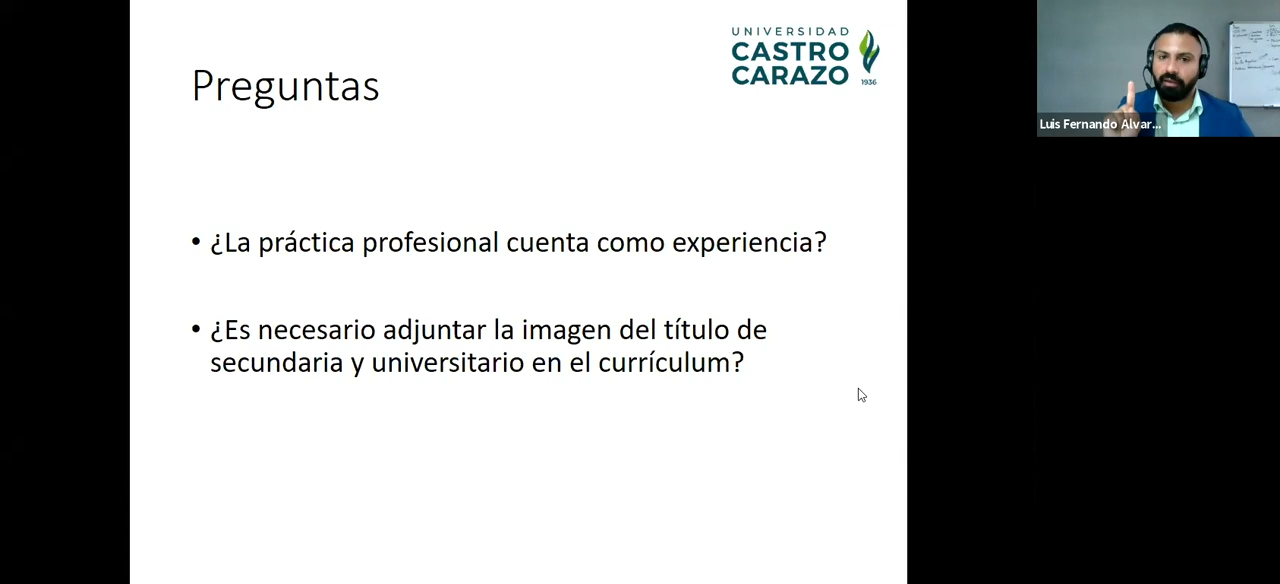 Preguntas
UNIVERSIDAD
CASTRO
CARAZO
1936
• ¿La práctica profesional cuenta como experiencia?
• ¿Es necesario adjuntar la imagen del título de
secundaria y universitario en el currículum?
Luis Fernando Alvar...